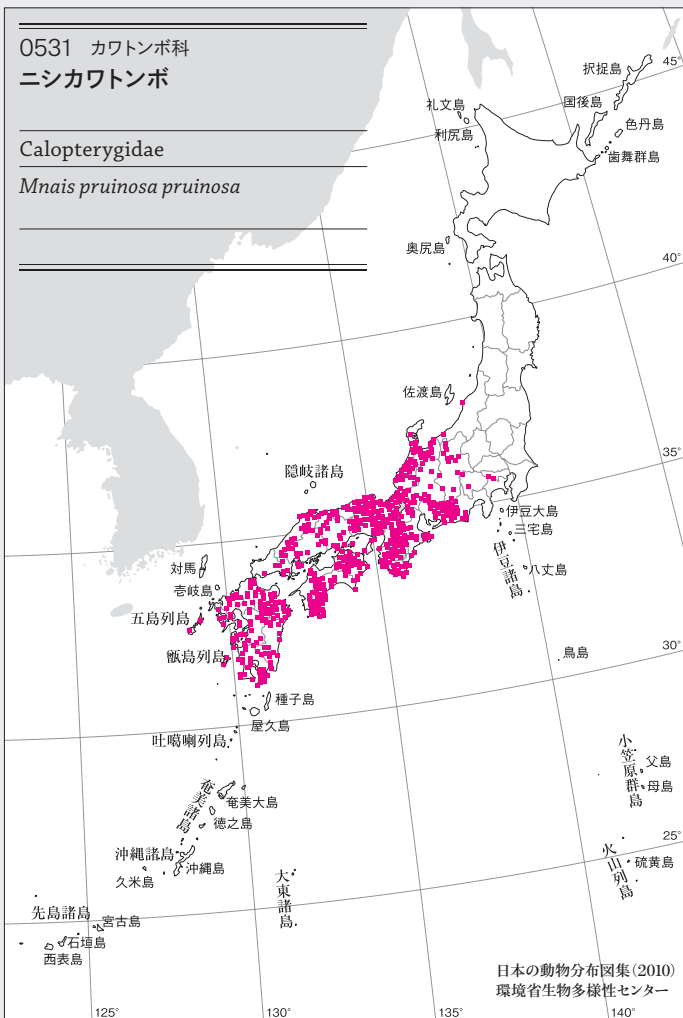 0531 カワトンボ科
ニシカワトンボ
Calopterygidae
Mnais pruinosa pruinosa
45°
択捉島
国後島
礼文島
色丹島
利尻島
歯舞群島
奥尻島
40°
佐渡島
35°
隠岐諸島
伊豆大島
三宅島
伊豆諸島
八丈島
対馬
壱岐島
五島列島
甑島列島
鳥島
30°
種子島
屋久島
吐噶喇列島
小笠原群島
父島
母島
奄美諸島
奄美大島
徳之島
25°
沖縄諸島
沖縄島
久米島
火山列島
硫黄島
大東諸島
先島諸島
宮古島
石垣島
西表島
日本の動物分布図集(2010)
環境省生物多様性センター
125°
130°
135°
140°